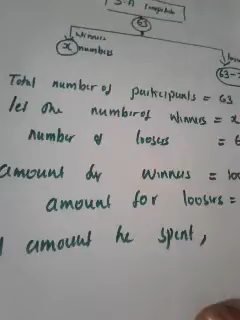 63
winners
x numbers
63-
Total number of participants = 63
let the number of winners = x
number of loosers = 6
amount for winners = 
amount for loosers =
amount he spent,